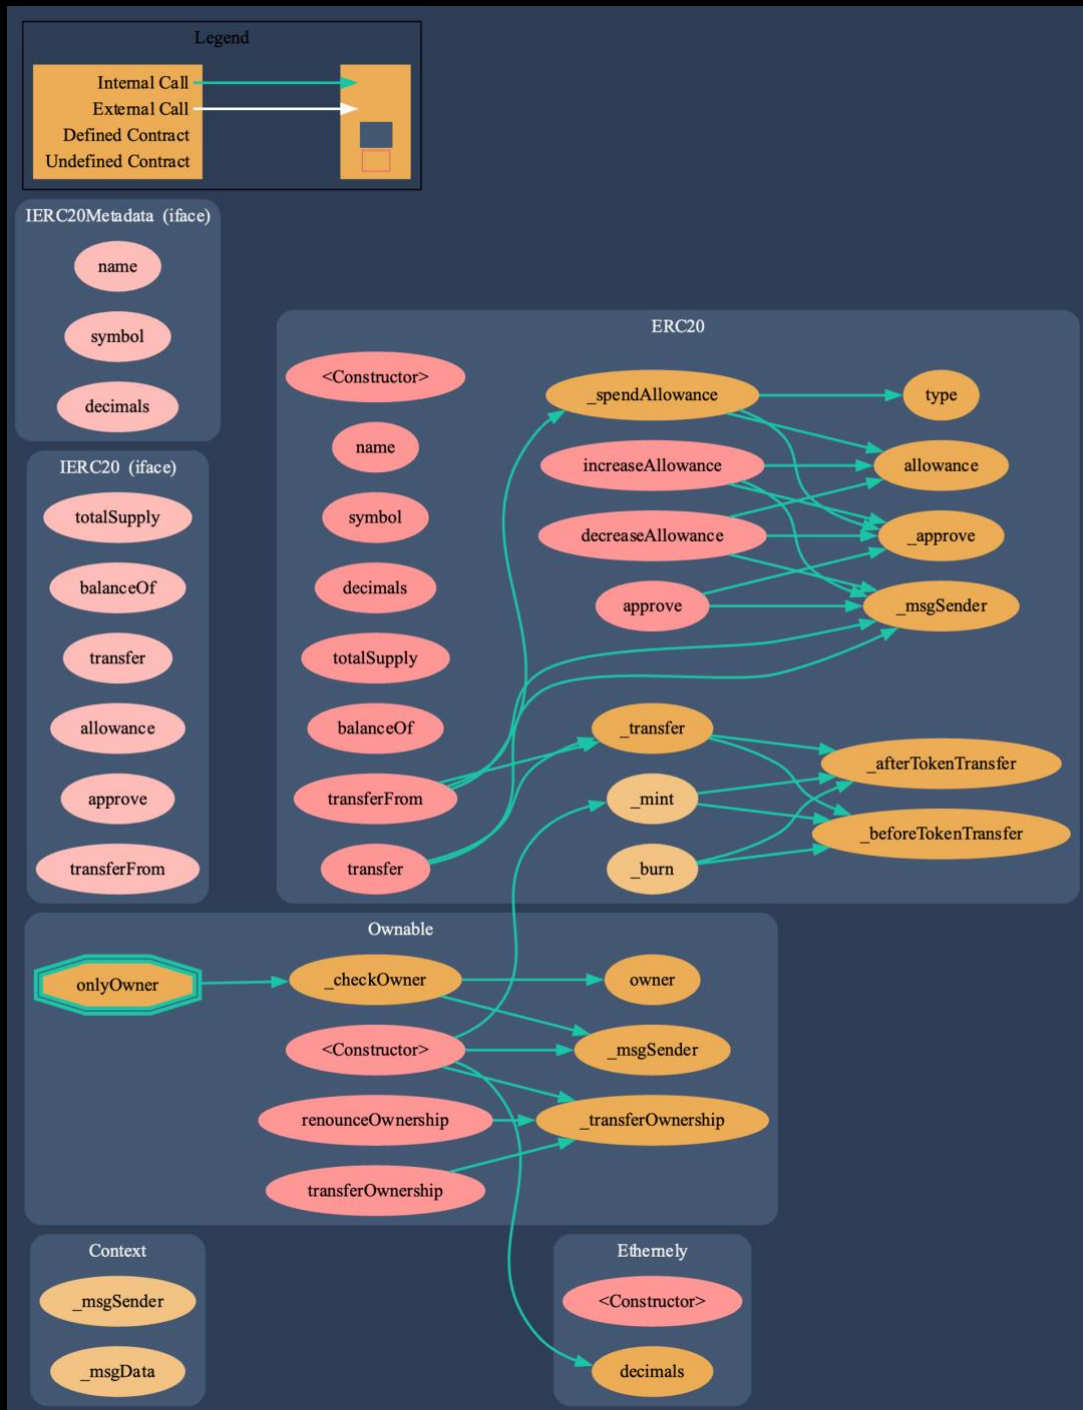 Legend
Internal Call
External Call
Defined Contract
Undefined Contract
IERC20Metadata (iface)
name
symbol
decimals
IERC20 (iface)
totalSupply
balanceOf
transfer
allowance
approve
transferFrom
ERC20
<Constructor>
name
symbol
decimals
totalSupply
balanceOf
transferFrom
transfer
_spendAllowance
increaseAllowance
decreaseAllowance
approve
_transfer
_mint
_burn
type
allowance
_approve
_msgSender
_afterTokenTransfer
_beforeTokenTransfer
Ownable
onlyOwner
_checkOwner
<Constructor>
renounceOwnership
transferOwnership
owner
_msgSender
_transferOwnership
Context
_msgSender
_msgData
Ethernely
<Constructor>
decimals